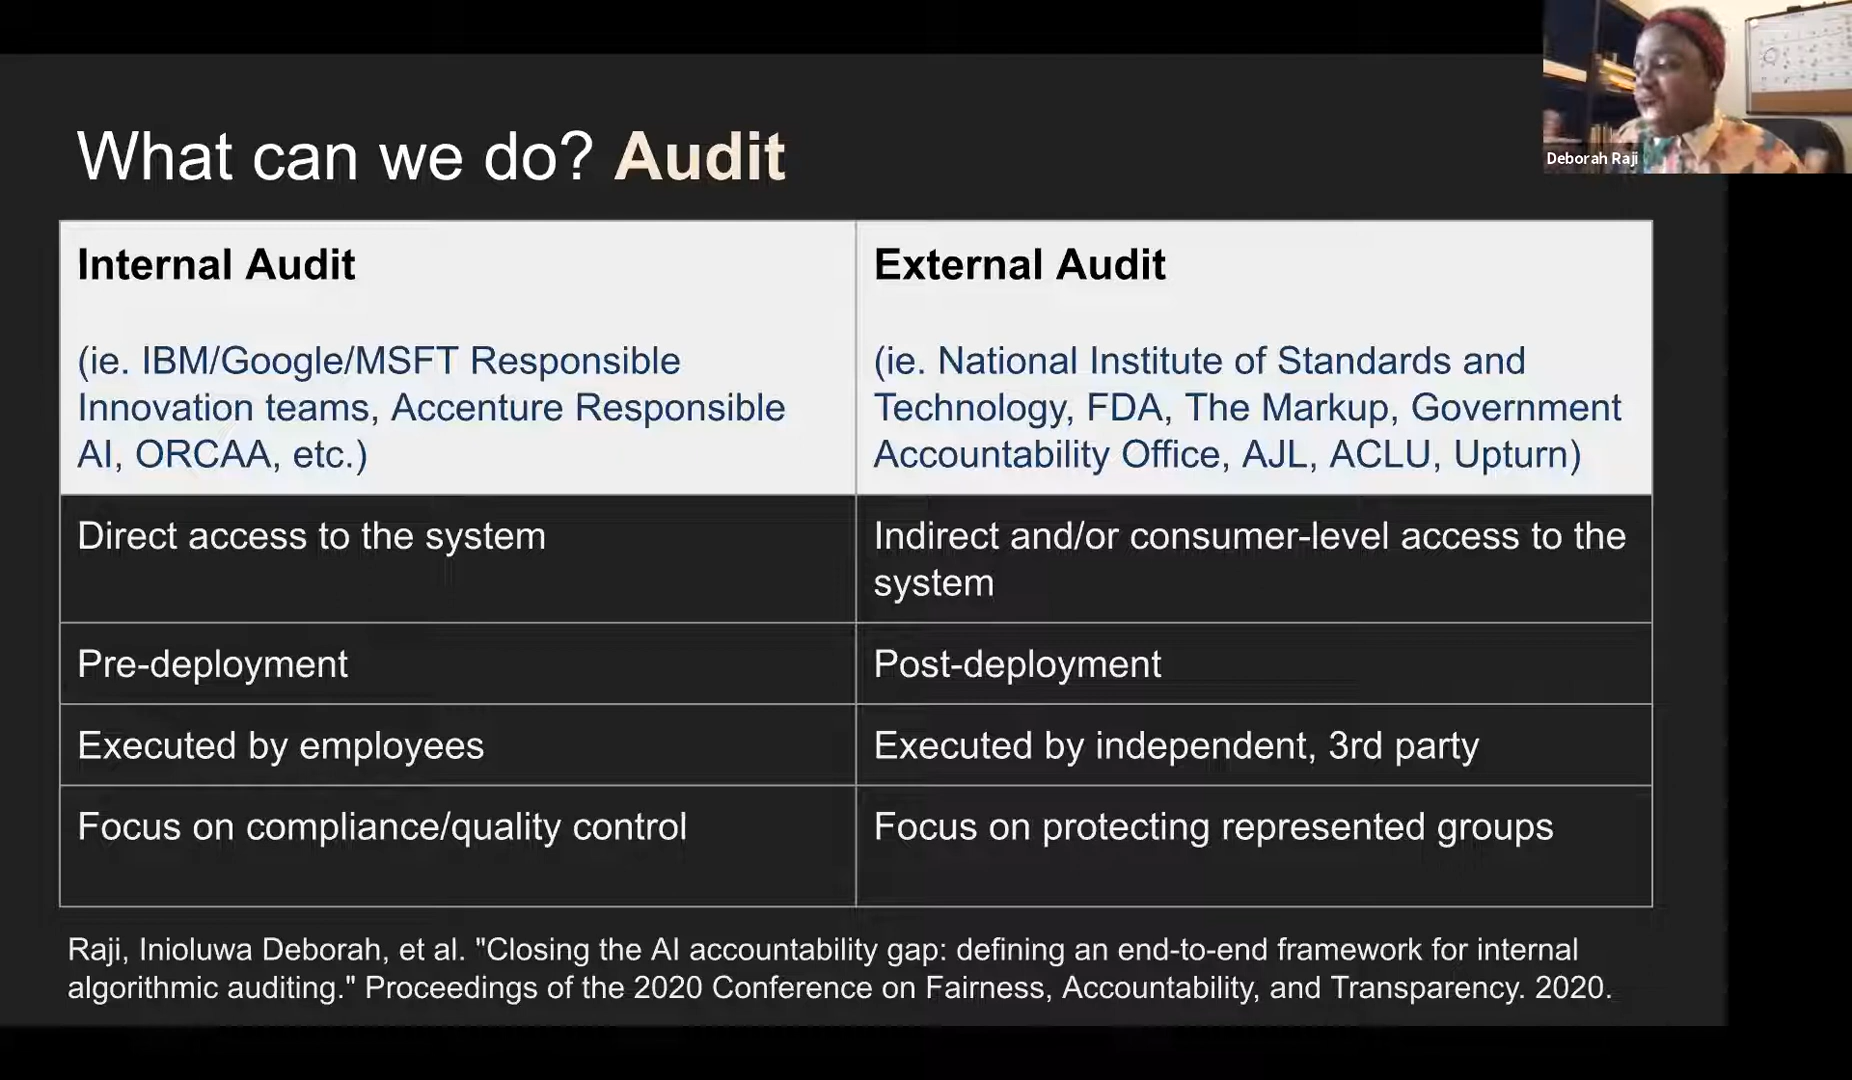 Deborah Raji
What can we do? Audit
Internal Audit
(ie. IBM/Google/MSFT Responsible
Innovation teams, Accenture Responsible
AI, ORCAA, etc.)
External Audit
(ie. National Institute of Standards and
Technology, FDA, The Markup, Government
Accountability Office, AJL, ACLU, Upturn)
Direct access to the system
Indirect and/or consumer-level access to the
system
Pre-deployment
Post-deployment
Executed by employees
Executed by independent, 3rd party
Focus on compliance/quality control
Focus on protecting represented groups
Raji, Inioluwa Deborah, et al. "Closing the AI accountability gap: defining an end-to-end framework for internal
algorithmic auditing." Proceedings of the 2020 Conference on Fairness, Accountability, and Transparency. 2020.